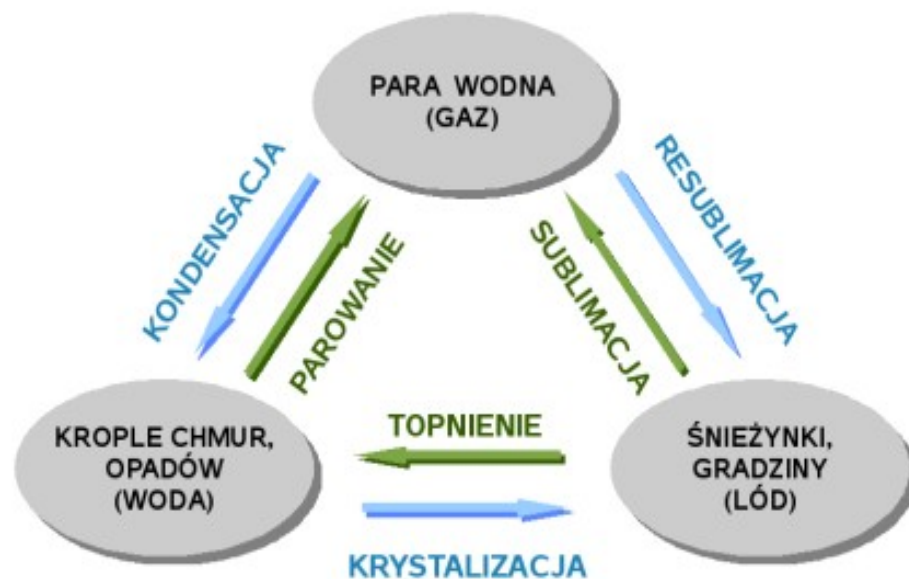 PARA WODNA
(GAZ)
KONDENSACJA
PAROWANIE
SUBLIMACJA
RESUBLIMACJA
KROPLE CHMUR,
OPADÓW
(WODA)
TOPNIENIE
ŚNIEŻYNKI,
GRADZINY
(LÓD)
KRYSTALIZACJA